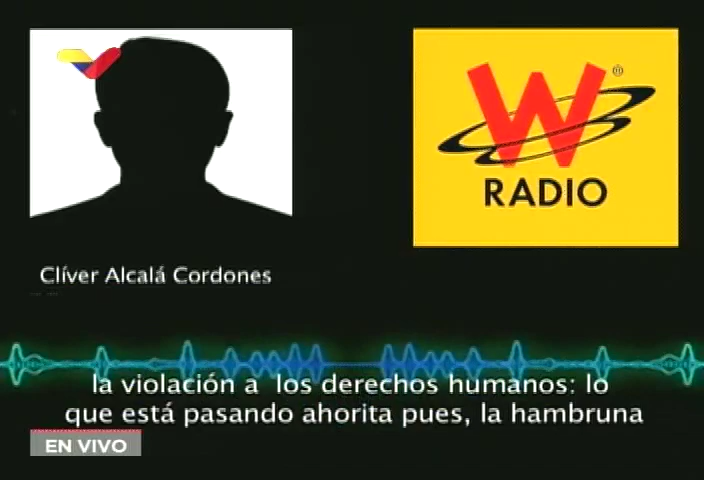 W®
RADIO
Clíver Alcalá Cordones
la violación a los derechos humanos: lo
que está pasando ahorita pues, la hambruna
EN VIVO